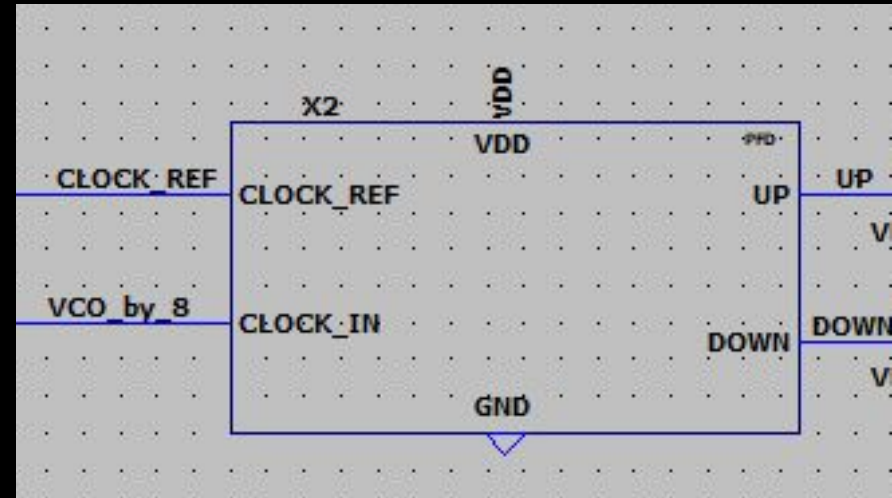 VDD
X2
VDD
PFD
CLOCK_REF
CLOCK_REF
UP
UP
VCO_by_8
CLOCK_IN
DOWN
DOWN
GND